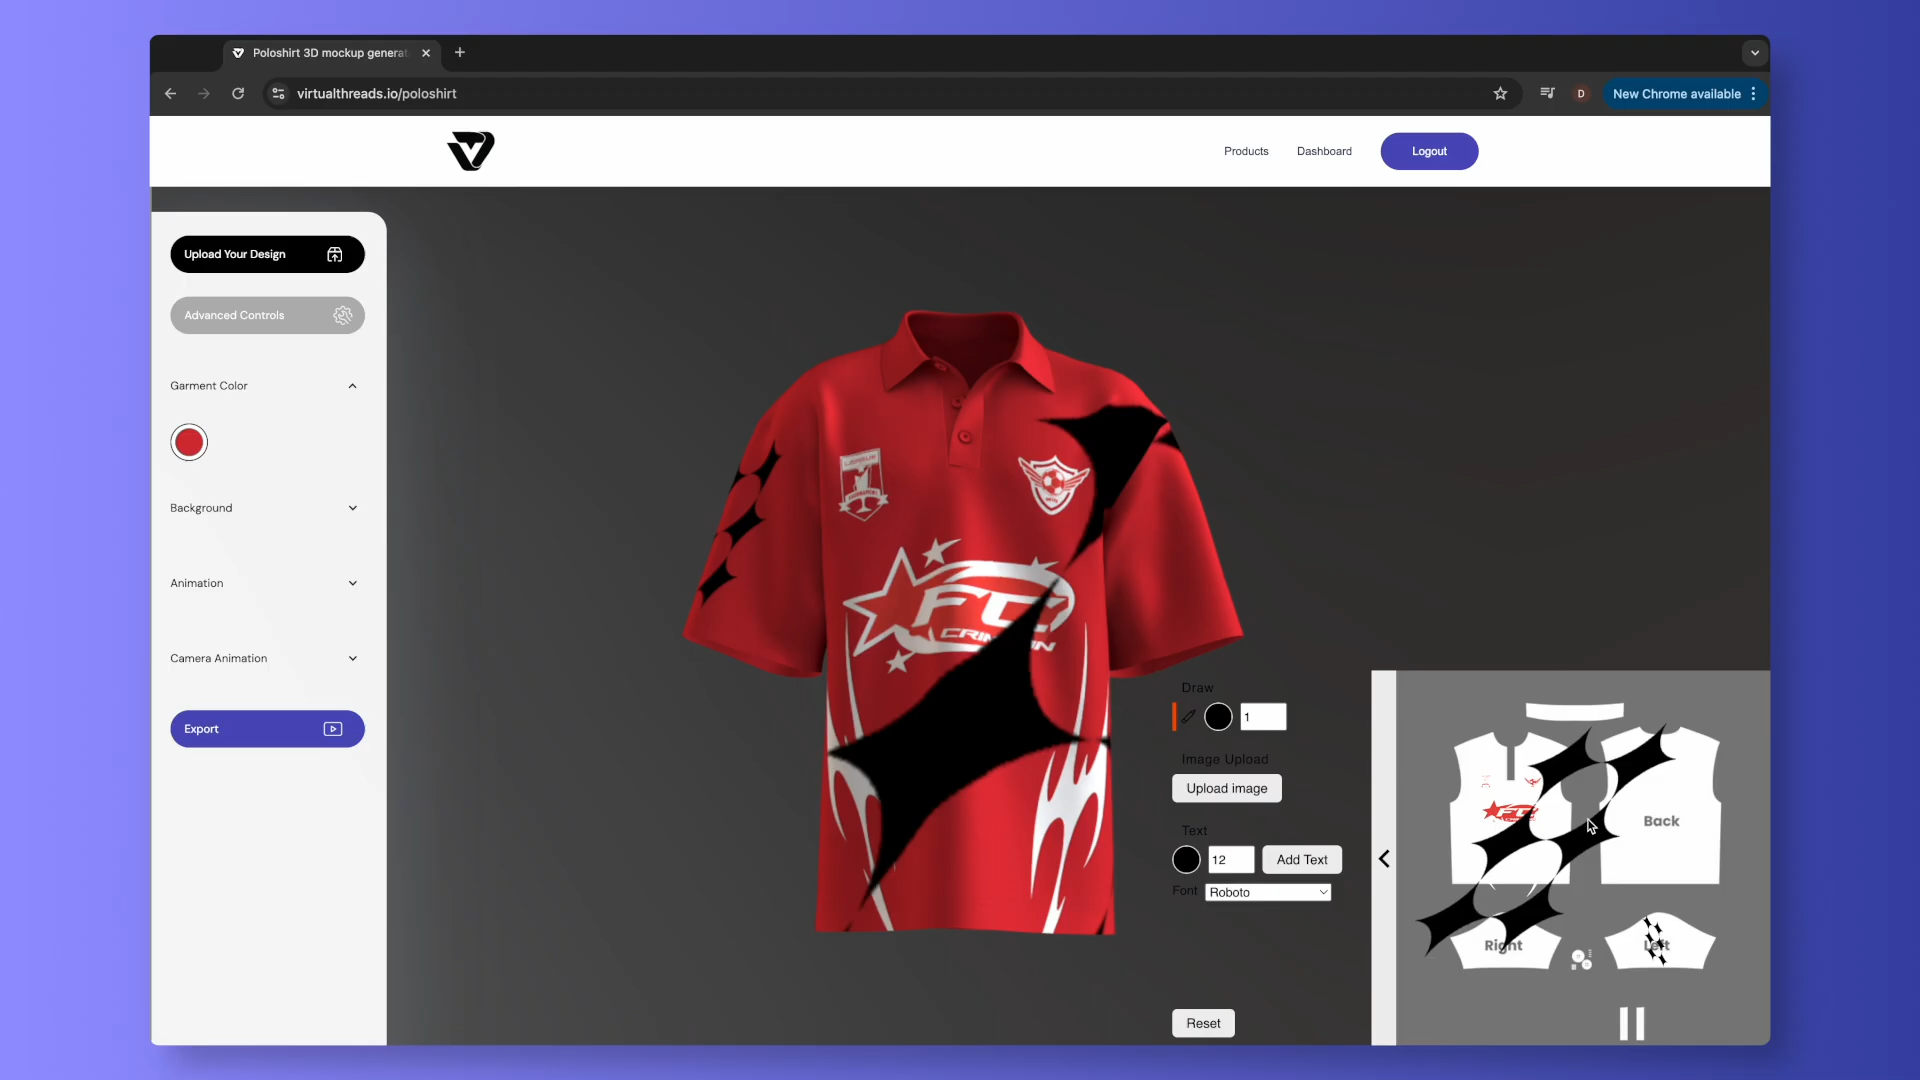 Poloshirt 3D mockup generat
virtualthreads.io/poloshirt
D
New Chrome available
Products
Dashboard
Logout
Upload Your Design
Advanced Controls
Garment Color
Background
Animation
Camera Animation
Export
FC
Draw
1
Image Upload
Upload image
Text
12
Add Text
Font
Roboto
Reset
FC
Back
Right
Left